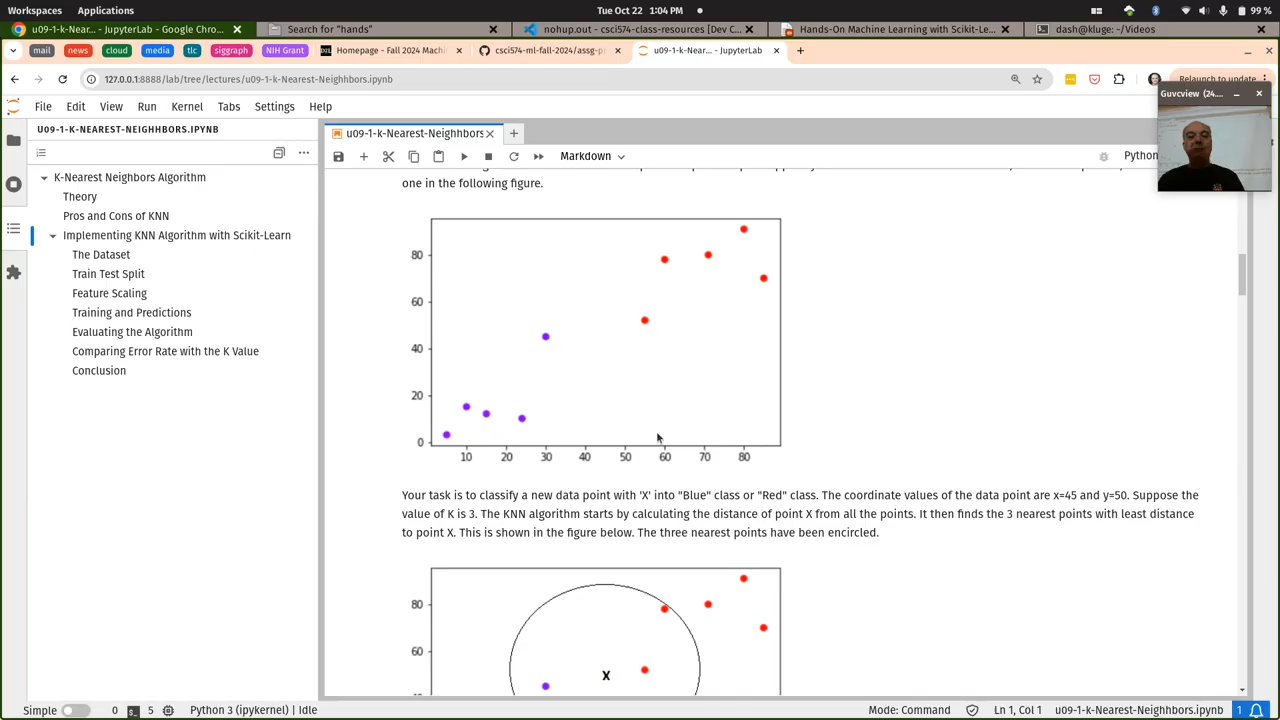 Workspaces Applications Tue Oct 22 1:04 PM 99 %
u09-1-k-Near... - JupyterLab - Google Chro... Search for "hands" nohup.out - csci574-class-resources [Dev C... Hands-On Machine Learning with Scikit-Le... dash@kluge: ~/Videos
mail news cloud media tlc siggraph NIH Grant Homepage - Fall 2024 Machi csci574-ml-fall-2024/assg-p u09-1-k-Near... - JupyterLab
127.0.0.1:8888/lab/tree/lectures/u09-1-k-Nearest-Neighhbors.ipynb Relaunch to update
Guvcview (24....
File Edit View Run Kernel Tabs Settings Help
U09-1-K-NEAREST-NEIGHHBORS.IPYNB
u09-1-k-Nearest-Neighhbors
Markdown Python
K-Nearest Neighbors Algorithm
Theory
Pros and Cons of KNN
Implementing KNN Algorithm with Scikit-Learn
The Dataset
Train Test Split
Feature Scaling
Training and Predictions
Evaluating the Algorithm
Comparing Error Rate with the K Value
Conclusion
one in the following figure.
80
60
40
20
0
10 20 30 40 50 60 70 80
Your task is to classify a new data point with 'X' into "Blue" class or "Red" class. The coordinate values of the data point are x=45 and y=50. Suppose the
value of K is 3. The KNN algorithm starts by calculating the distance of point X from all the points. It then finds the 3 nearest points with least distance
to point X. This is shown in the figure below. The three nearest points have been encircled.
80
60
X
Simple 0 5 Python 3 (ipykernel) | Idle Mode: Command Ln 1, Col 1 u09-1-k-Nearest-Neighhbors.ipynb 1